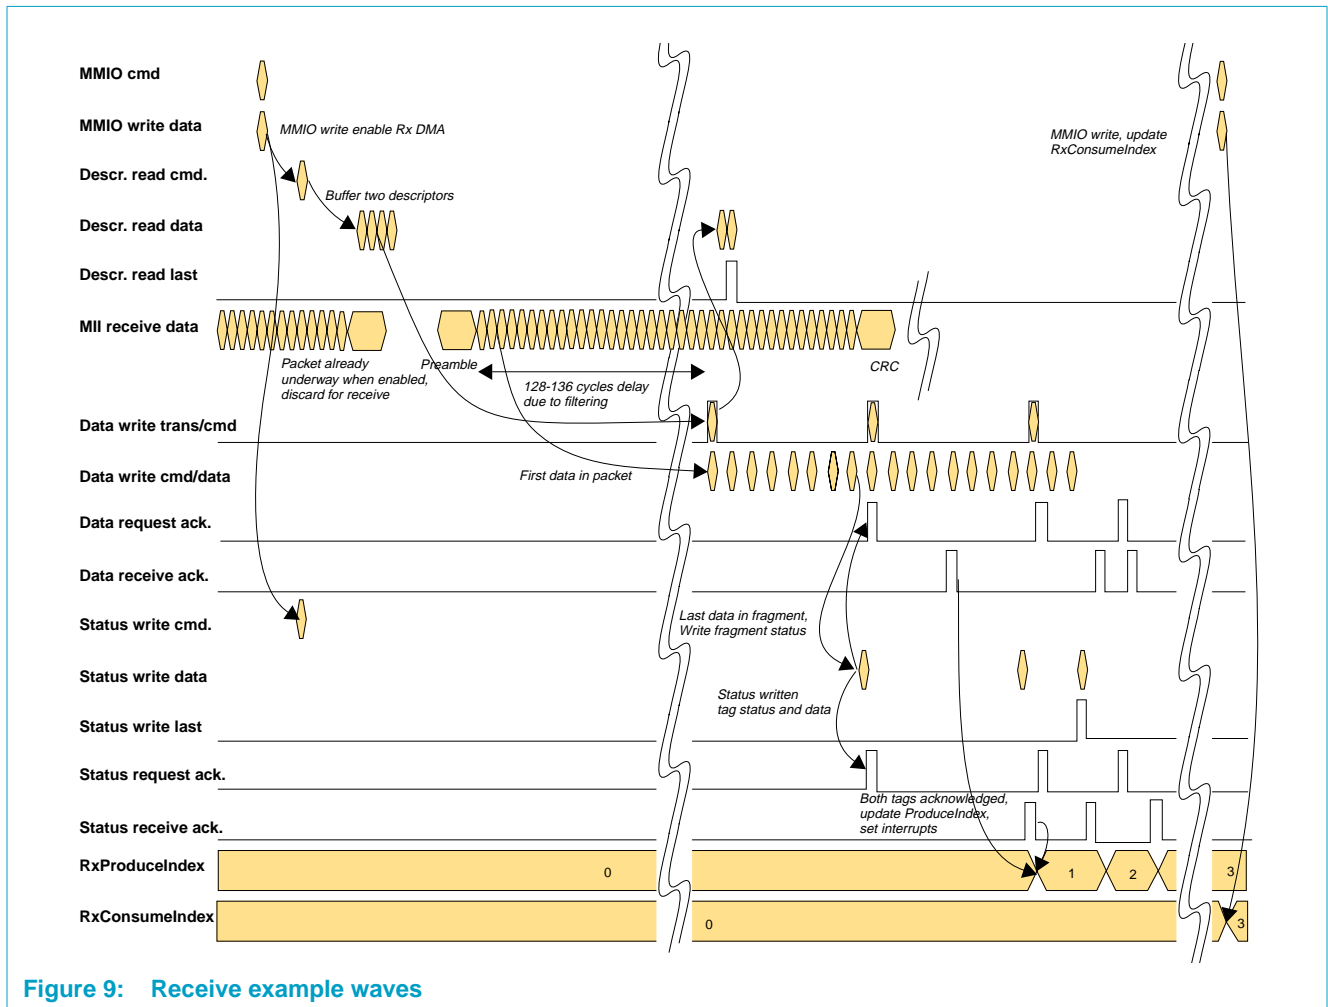 MMIO cmd
MMIO write data
MMIO write enable Rx DMA
MMIO write, update
RxConsumeIndex
Descr. read cmd.
Buffer two descriptors
Descr. read data
Descr. read last
MII receive data
Packet already
underway when enabled,
discard for receive
Preamble
128-136 cycles delay
due to filtering
CRC
Data write trans/cmd
Data write cmd/data
First data in packet
Data request ack.
Data receive ack.
Status write cmd.
Last data in fragment,
Write fragment status
Status write data
Status written
tag status and data
Status write last
Status request ack.
Both tags acknowledged,
update ProduceIndex,
set interrupts
Status receive ack.
RxProduceIndex
0
1
2
3
RxConsumeIndex
0
3
Figure 9: Receive example waves